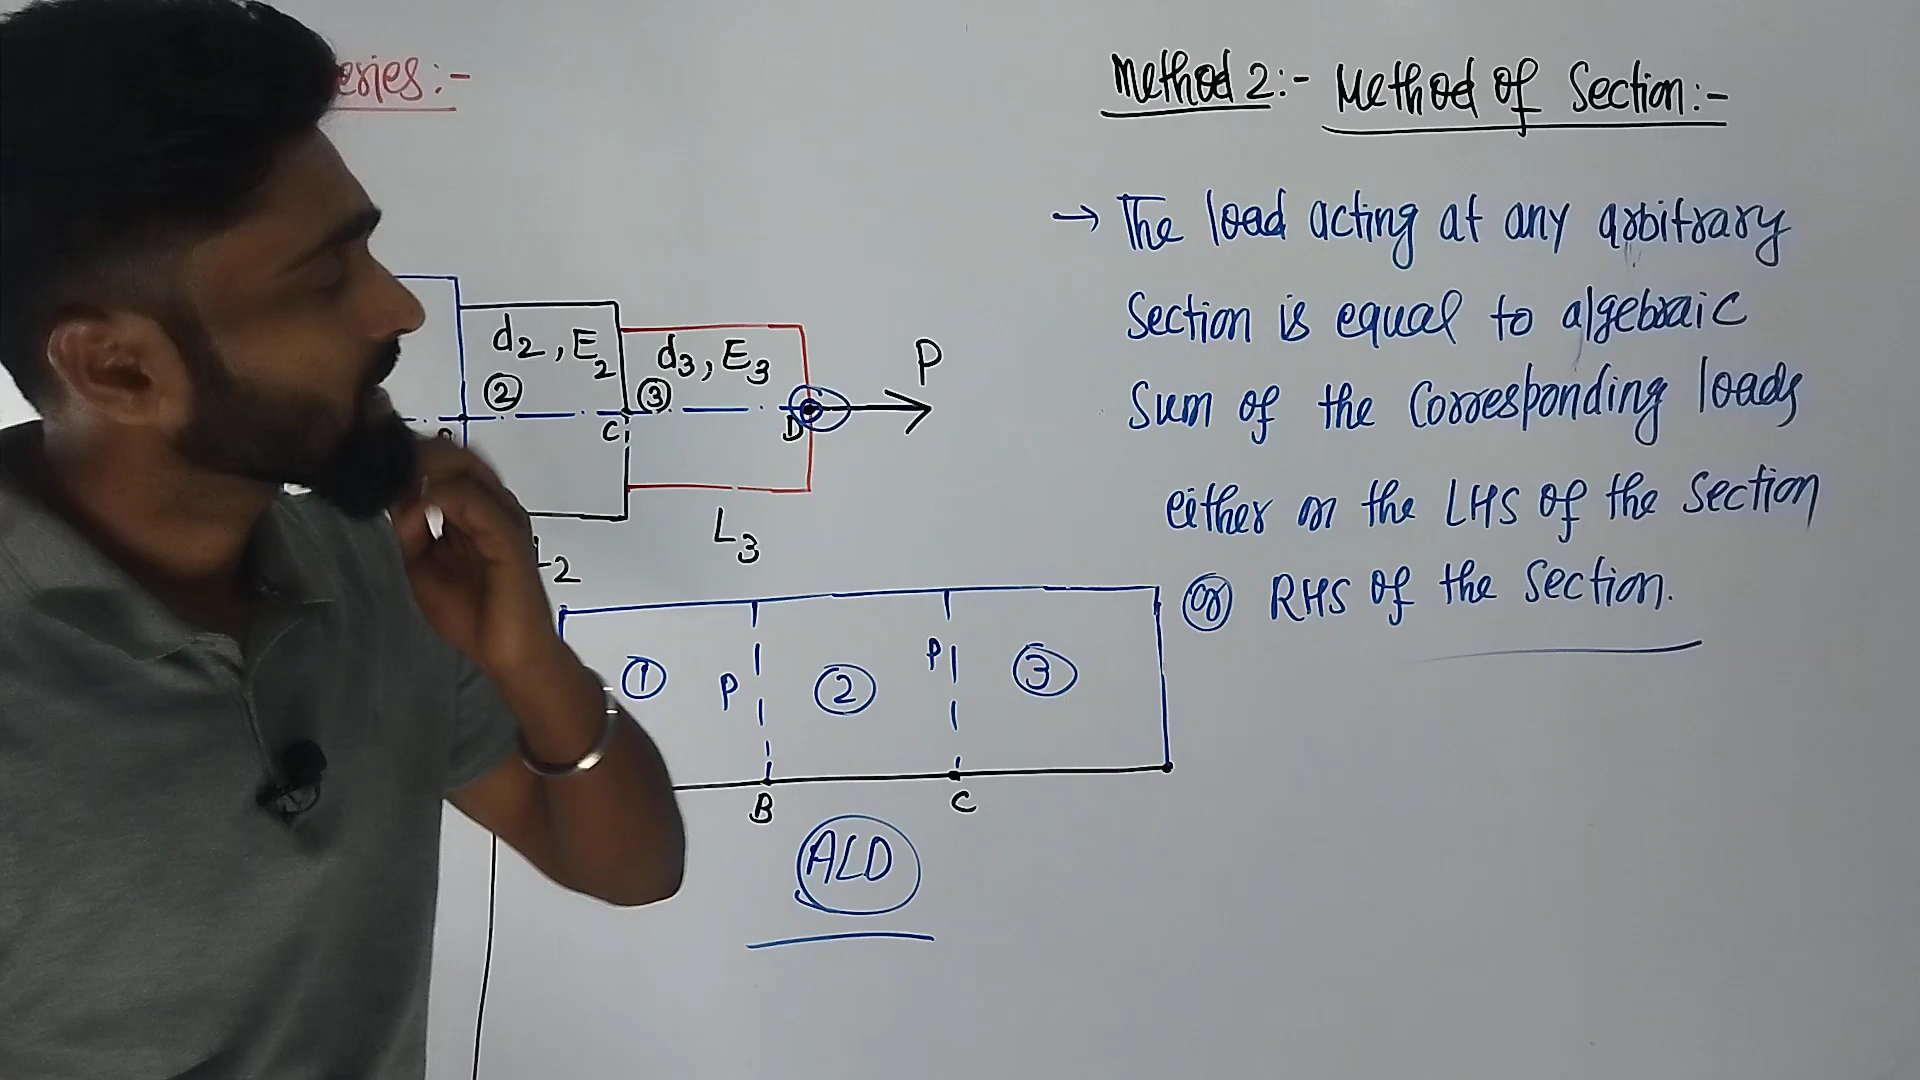 eries:-
d2, E2
②
d3, E3
③
P
C
D
L3
2
①
P
②
P
③
B
C
ALD
Method 2:- Method of Section:-
→ The load acting at any arbitrary
Section is equal to algebraic
Sum of the Corresponding loads
either on the LHS of the Section
or RHS of the Section.